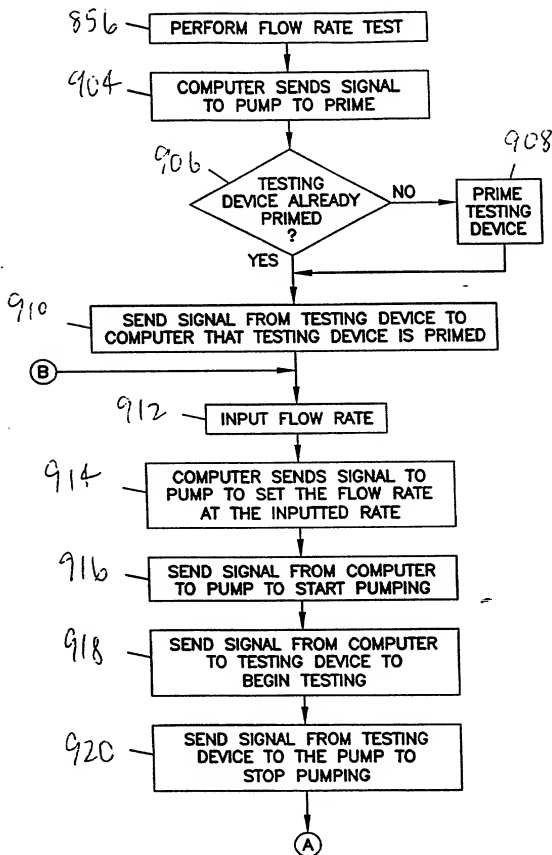 856 PERFORM FLOW RATE TEST
904 COMPUTER SENDS SIGNAL
TO PUMP TO PRIME
906 TESTING
DEVICE ALREADY
PRIMED
?
NO
908
PRIME
TESTING
DEVICE
YES
910 SEND SIGNAL FROM TESTING DEVICE TO
COMPUTER THAT TESTING DEVICE IS PRIMED
B
912 INPUT FLOW RATE
914 COMPUTER SENDS SIGNAL TO
PUMP TO SET THE FLOW RATE
AT THE INPUTTED RATE
916 SEND SIGNAL FROM COMPUTER
TO PUMP TO START PUMPING
918 SEND SIGNAL FROM COMPUTER
TO TESTING DEVICE TO
BEGIN TESTING
920 SEND SIGNAL FROM TESTING
DEVICE TO THE PUMP TO
STOP PUMPING
A